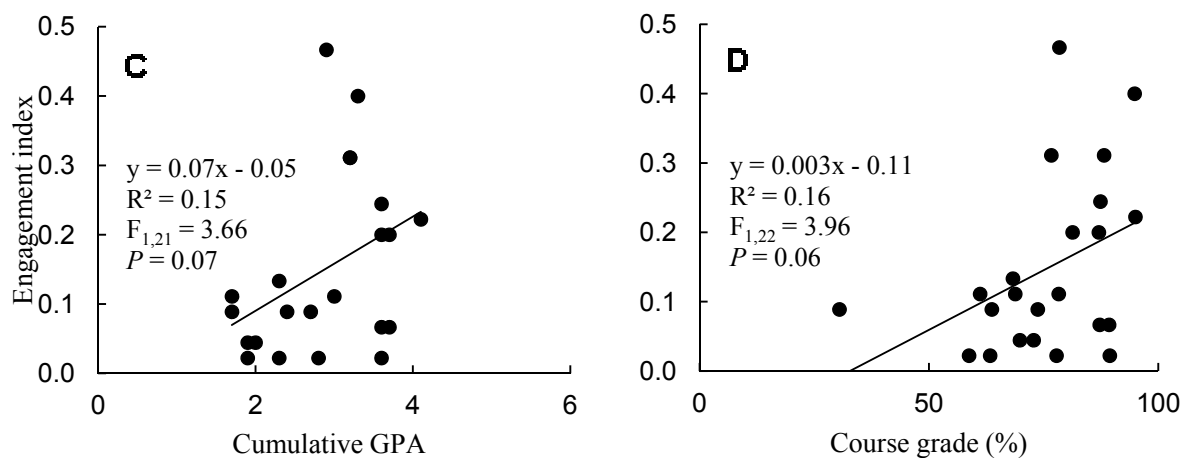 C
Engagement index
0.5
0.4
0.3
0.2
0.1
0.0
y = 0.07x - 0.05
R² = 0.15
F1,21 = 3.66
P = 0.07
0
2
4
6
Cumulative GPA
D
0.5
0.4
0.3
0.2
0.1
0.0
y = 0.003x - 0.11
R² = 0.16
F1,22 = 3.96
P = 0.06
0
50
100
Course grade (%)